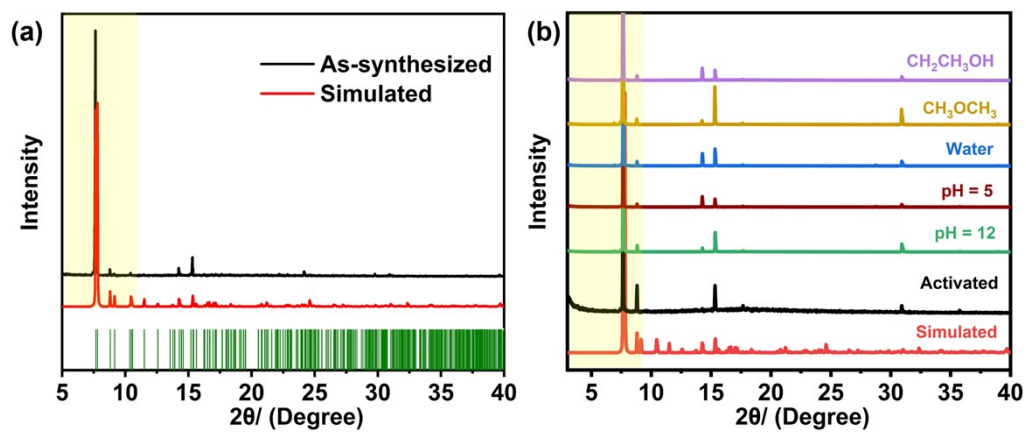 (a)
As-synthesized
Simulated
Intensity
5 10 15 20 25 30 35 40
2θ/ (Degree)
(b)
CH₂CH₃OH
CH₃OCH₃
Water
pH = 5
pH = 12
Activated
Simulated
Intensity
5 10 15 20 25 30 35 40
2θ/ (Degree)